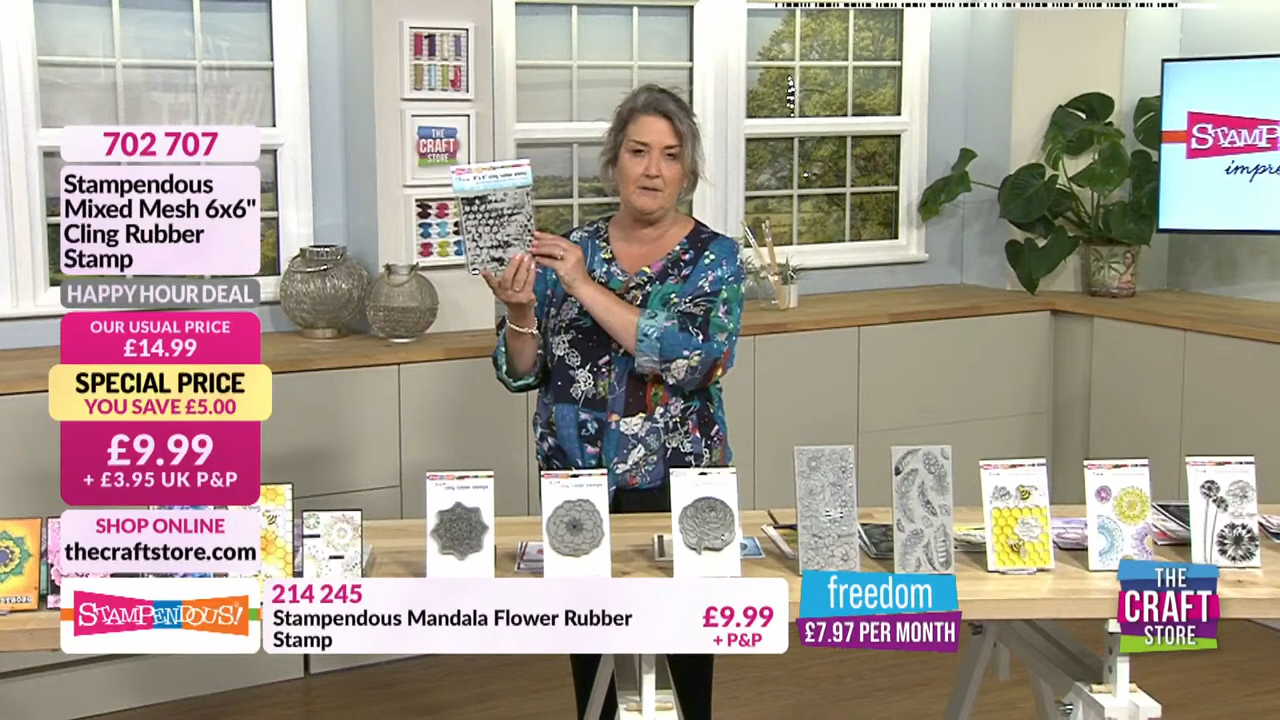 702 707
Stampendous
Mixed Mesh 6x6"
Cling Rubber
Stamp
HAPPY HOUR DEAL
OUR USUAL PRICE
£14.99
SPECIAL PRICE
YOU SAVE £5.00
£9.99
+ £3.95 UK P&P
SHOP ONLINE
thecraftstore.com
THE
CRAFT
STORE
STAMP
impre
STAMPENDOUS!
214 245
Stampendous Mandala Flower Rubber
Stamp
£9.99
+ P&P
freedom
£7.97 PER MONTH
THE
CRAFT
STORE